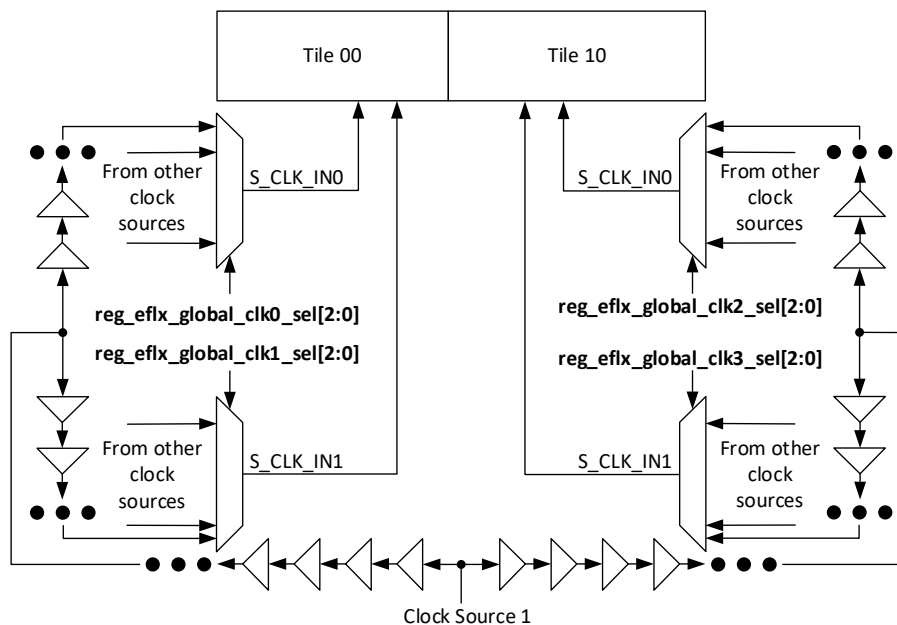 Tile 00
Tile 10
From other
clock
sources
S_CLK_IN0
S_CLK_IN0
From other
clock
sources
reg_eflx_global_clk0_sel[2:0]
reg_eflx_global_clk1_sel[2:0]
reg_eflx_global_clk2_sel[2:0]
reg_eflx_global_clk3_sel[2:0]
From other
clock
sources
S_CLK_IN1
S_CLK_IN1
From other
clock
sources
Clock Source 1